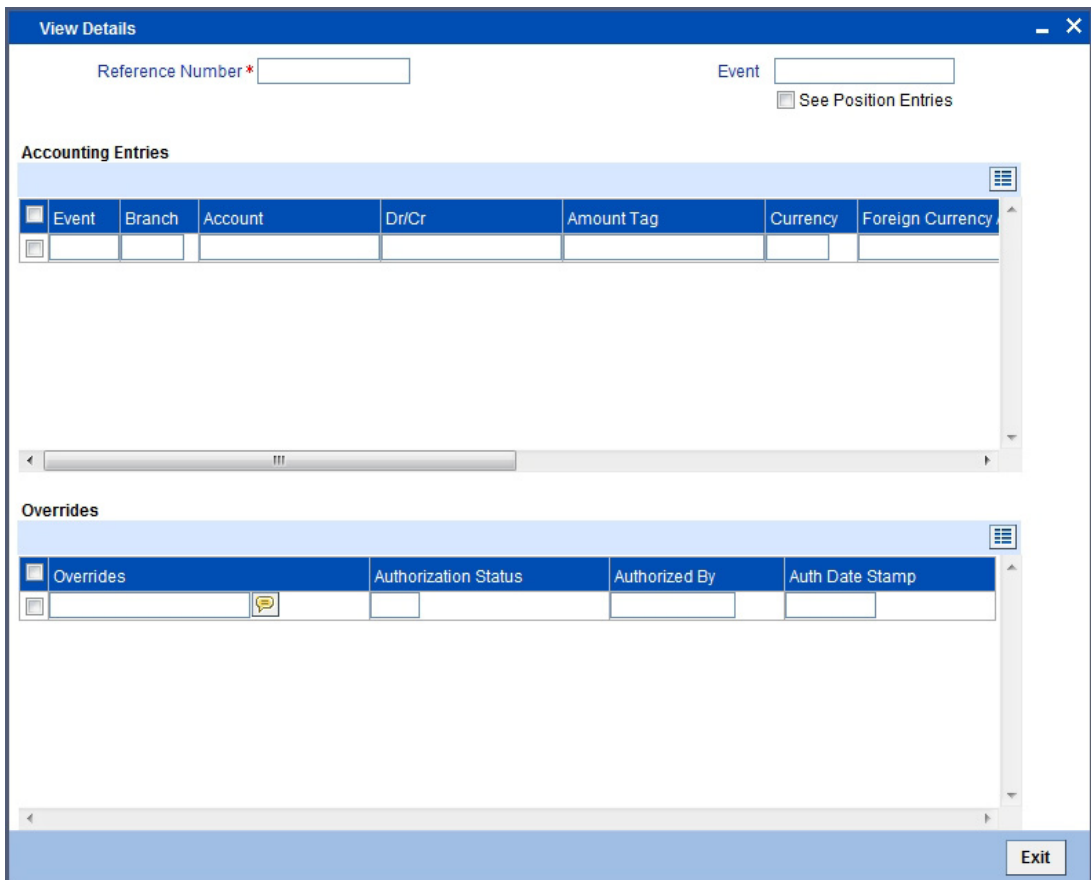 View Details
Reference Number * Event
See Position Entries
Accounting Entries
Event Branch Account Dr/Cr Amount Tag Currency Foreign Currency
Overrides
Overrides Authorization Status Authorized By Auth Date Stamp
Exit